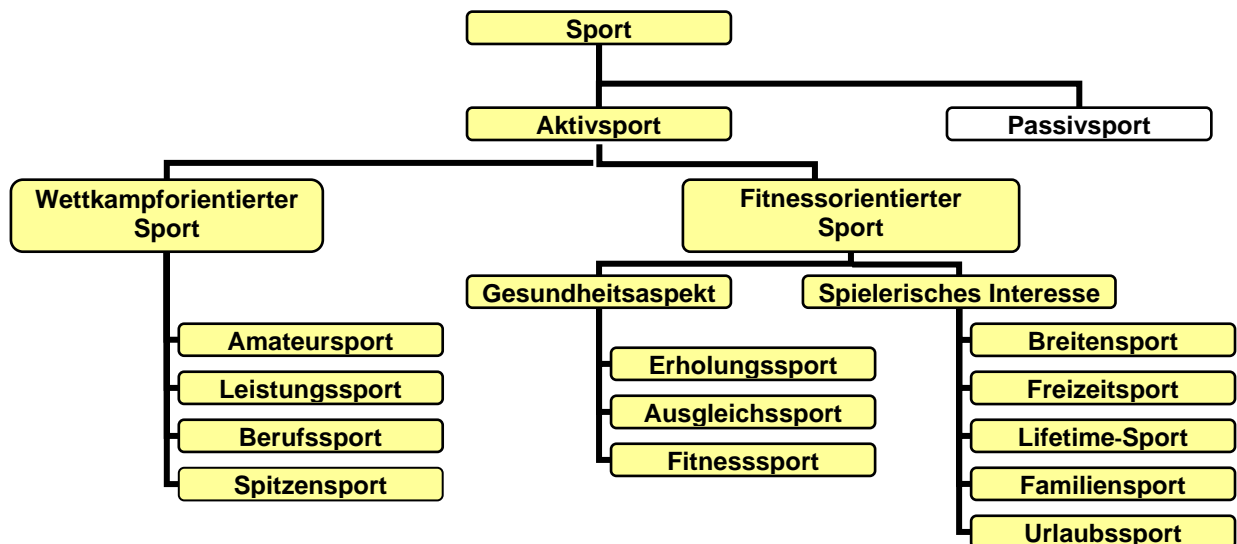 Sport
Aktivsport
Passivsport
Wettkampforientierter
Sport
Fitnessorientierter
Sport
Gesundheitsaspekt
Spielerisches Interesse
Amateursport
Leistungssport
Berufssport
Spitzensport
Erholungssport
Ausgleichssport
Fitnesssport
Breitensport
Freizeitsport
Lifetime-Sport
Familiensport
Urlaubssport